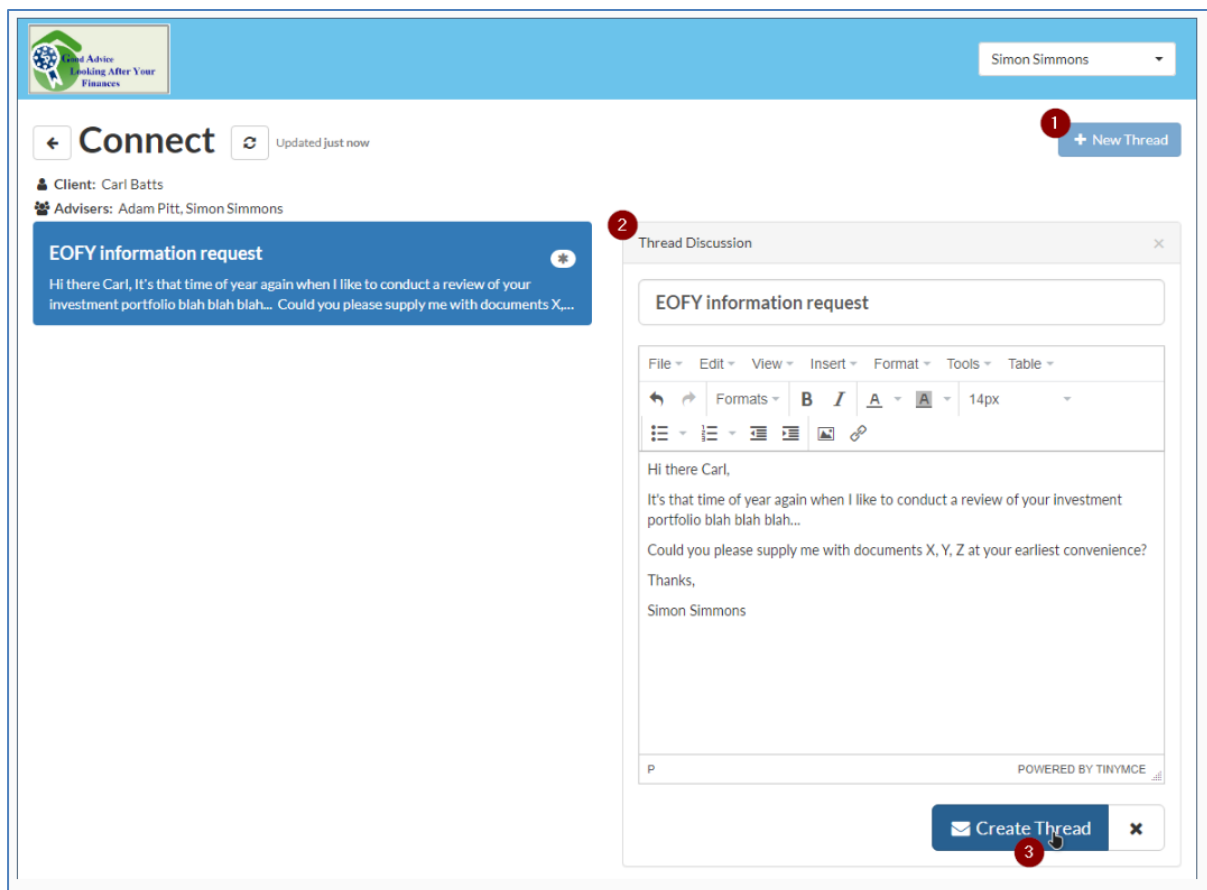 Good Advice
Looking After Your
Finances
Simon Simmons
Connect
Updated just now
1
+ New Thread
Client: Carl Batts
Advisers: Adam Pitt, Simon Simmons
EOFY information request
Hi there Carl, It's that time of year again when I like to conduct a review of your
investment portfolio blah blah blah... Could you please supply me with documents X,...
2
Thread Discussion
×
EOFY information request
File Edit View Insert Format Tools Table
Formats B I A A 14px
Hi there Carl,
It's that time of year again when I like to conduct a review of your investment
portfolio blah blah blah...
Could you please supply me with documents X, Y, Z at your earliest convenience?
Thanks,
Simon Simmons
P POWERED BY TINYMCE
Create Thread
3